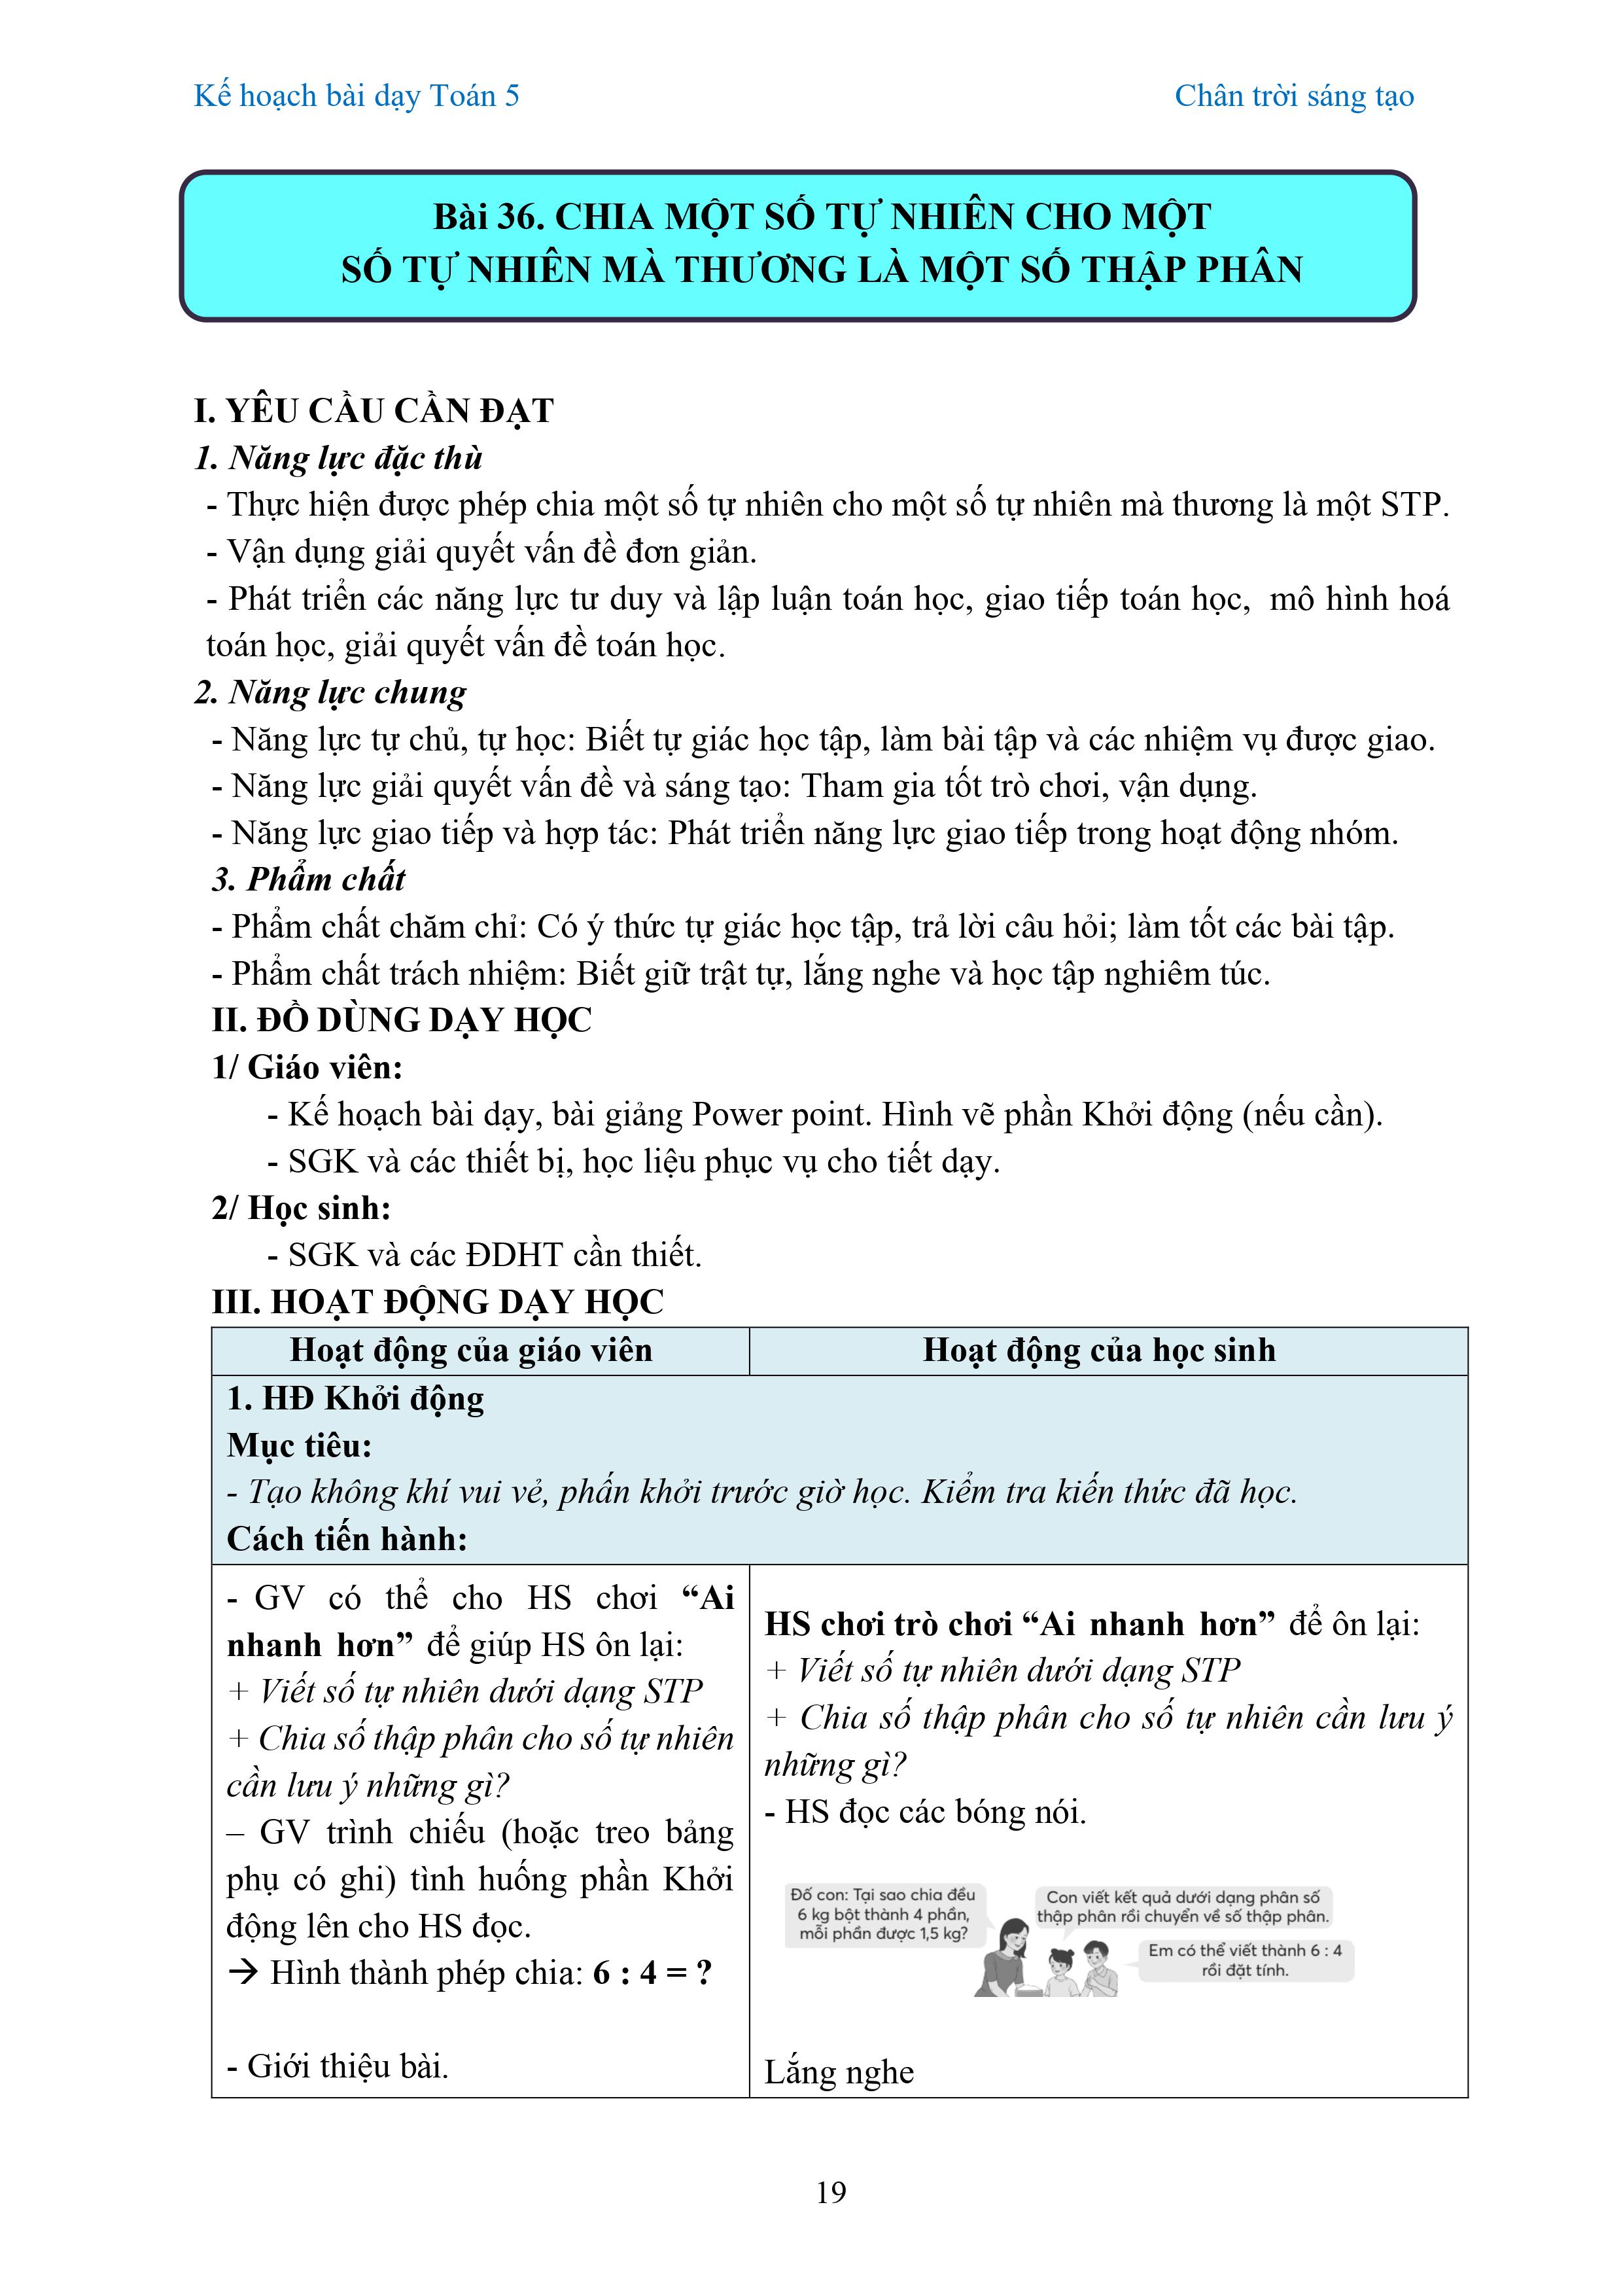 Kế hoạch bài dạy Toán 5
Chân trời sáng tạo
Bài 36. CHIA MỘT SỐ TỰ NHIÊN CHO MỘT
SỐ TỰ NHIÊN MÀ THƯƠNG LÀ MỘT SỐ THẬP PHÂN
I. YÊU CẦU CẦN ĐẠT
1. Năng lực đặc thù
- Thực hiện được phép chia một số tự nhiên cho một số tự nhiên mà thương là một STP.
- Vận dụng giải quyết vấn đề đơn giản.
- Phát triển các năng lực tư duy và lập luận toán học, giao tiếp toán học, mô hình hoá
toán học, giải quyết vấn đề toán học.
2. Năng lực chung
- Năng lực tự chủ, tự học: Biết tự giác học tập, làm bài tập và các nhiệm vụ được giao.
- Năng lực giải quyết vấn đề và sáng tạo: Tham gia tốt trò chơi, vận dụng.
- Năng lực giao tiếp và hợp tác: Phát triển năng lực giao tiếp trong hoạt động nhóm.
3. Phẩm chất
- Phẩm chất chăm chỉ: Có ý thức tự giác học tập, trả lời câu hỏi; làm tốt các bài tập.
- Phẩm chất trách nhiệm: Biết giữ trật tự, lắng nghe và học tập nghiêm túc.
II. ĐỒ DÙNG DẠY HỌC
1/ Giáo viên:
- Kế hoạch bài dạy, bài giảng Power point. Hình vẽ phần Khởi động (nếu cần).
- SGK và các thiết bị, học liệu phục vụ cho tiết dạy.
2/ Học sinh:
- SGK và các ĐDHT cần thiết.
III. HOẠT ĐỘNG DẠY HỌC
Hoạt động của giáo viên
Hoạt động của học sinh
1. HĐ Khởi động
Mục tiêu:
- Tạo không khí vui vẻ, phấn khởi trước giờ học. Kiểm tra kiến thức đã học.
Cách tiến hành:
- GV có thể cho HS chơi “Ai
nhanh hơn” để giúp HS ôn lại:
+ Viết số tự nhiên dưới dạng STP
+ Chia số thập phân cho số tự nhiên
cần lưu ý những gì?
– GV trình chiếu (hoặc treo bảng
phụ có ghi) tình huống phần Khởi
động lên cho HS đọc.
→ Hình thành phép chia: 6 : 4 = ?
- Giới thiệu bài.
HS chơi trò chơi “Ai nhanh hơn” để ôn lại:
+ Viết số tự nhiên dưới dạng STP
+ Chia số thập phân cho số tự nhiên cần lưu ý
những gì?
- HS đọc các bóng nói.
Đố con: Tại sao chia đều
6 kg bột thành 4 phần,
mỗi phần được 1,5 kg?
Con viết kết quả dưới dạng phân số
thập phân rồi chuyển về số thập phân.
Em có thể viết thành 6 : 4
rồi đặt tính.
Lắng nghe
19